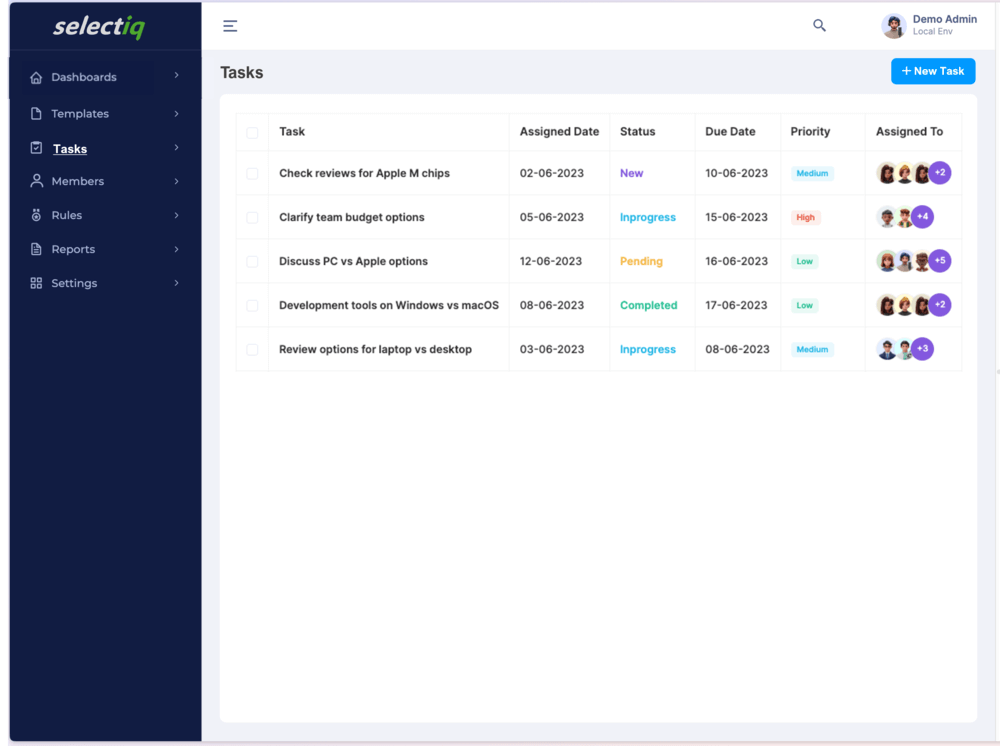 selectiq
Demo Admin
Local Env
Dashboards
Templates
Tasks
Members
Rules
Reports
Settings
Tasks
+ New Task
Task Assigned Date Status Due Date Priority Assigned To
Check reviews for Apple M chips 02-06-2023 New 10-06-2023 Medium +2
Clarify team budget options 05-06-2023 Inprogress 15-06-2023 High +4
Discuss PC vs Apple options 12-06-2023 Pending 16-06-2023 Low +5
Development tools on Windows vs macOS 08-06-2023 Completed 17-06-2023 Low +2
Review options for laptop vs desktop 03-06-2023 Inprogress 08-06-2023 Medium +3